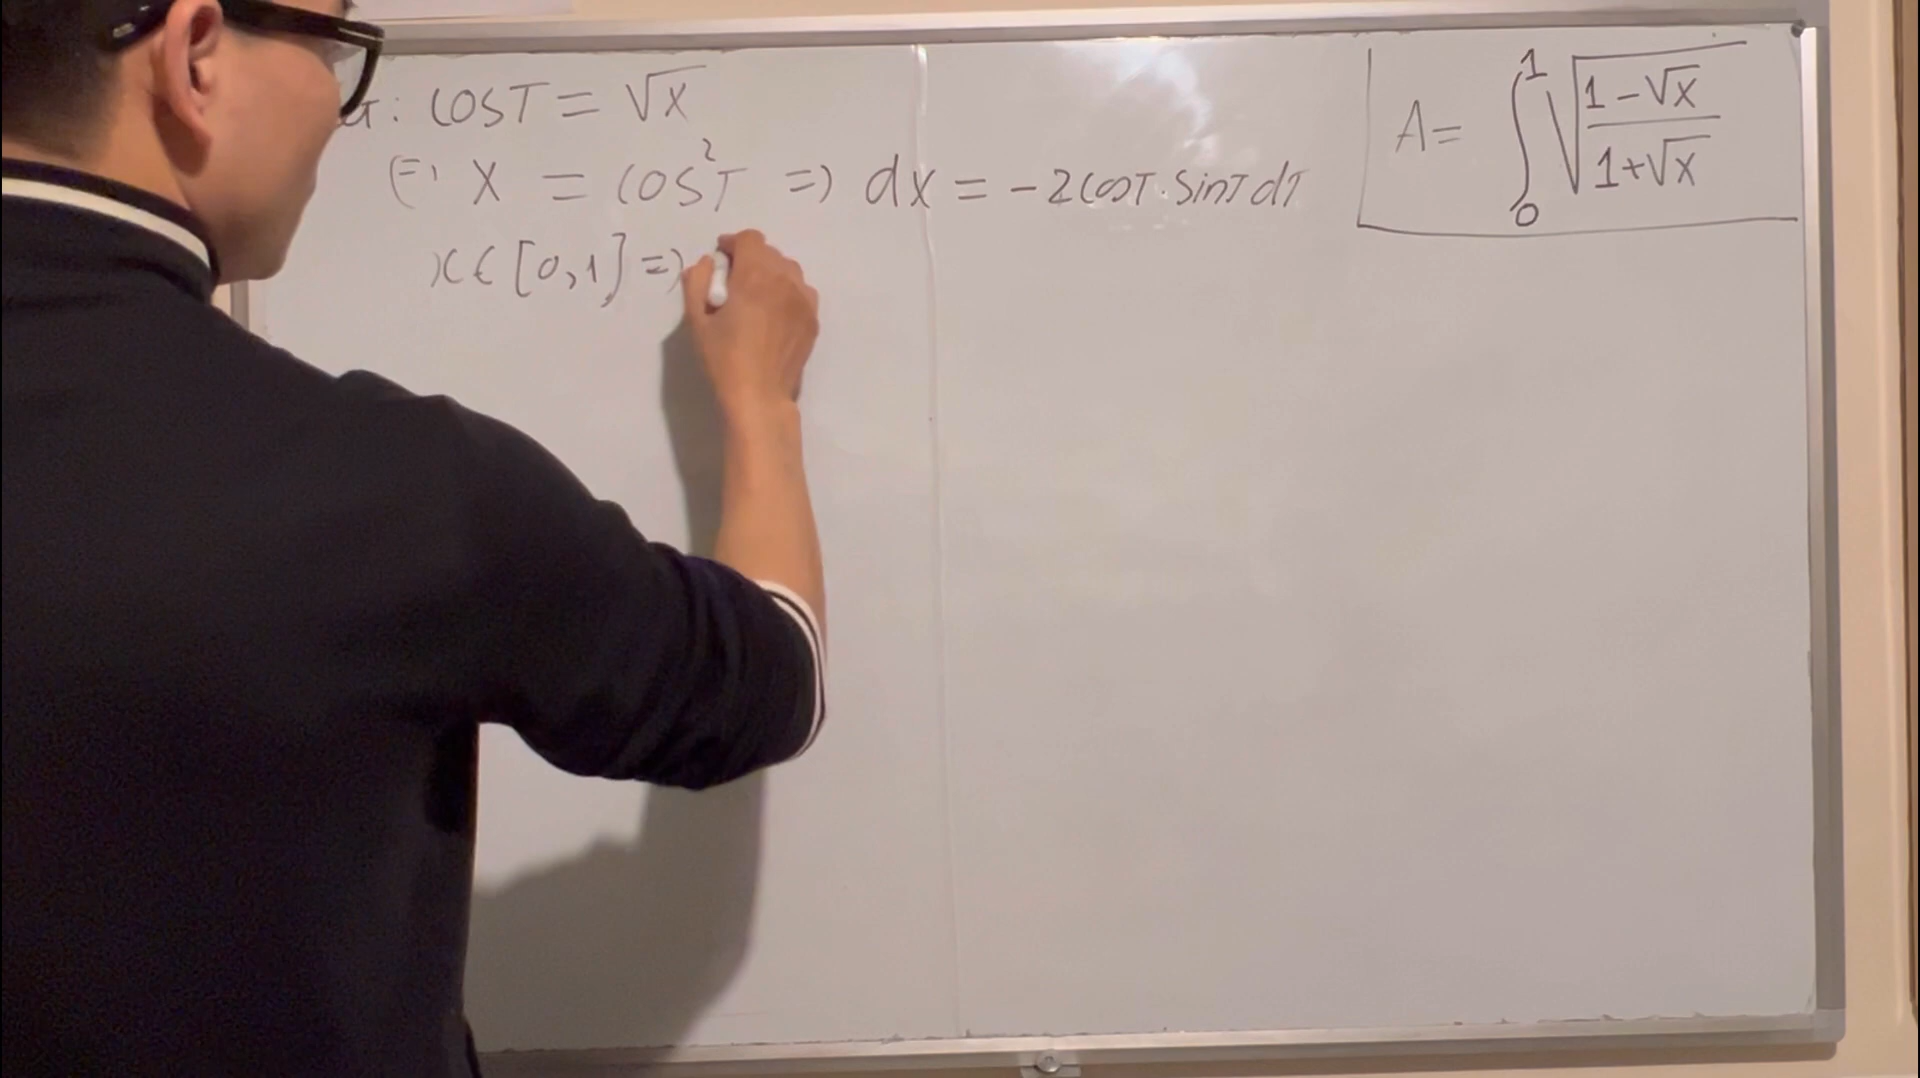 : cosT = √x
(=) x = cos²T => dx = -2cosT.sinT dT
x ∈ [0,1] =>
A = ∫₀¹ √((1-√x)/(1+√x))